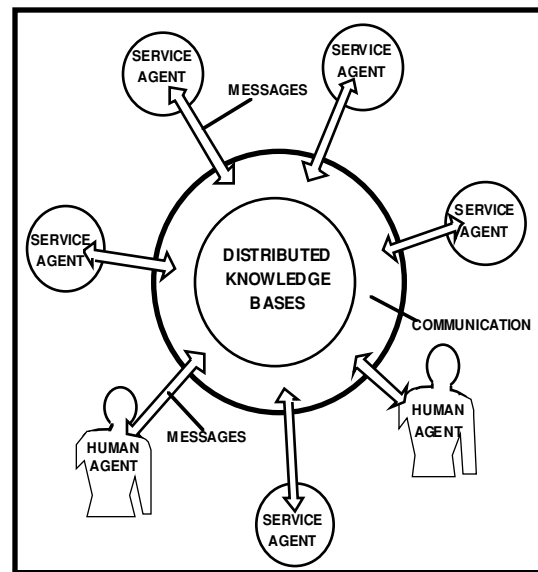 SERVICE
AGENT
SERVICE
AGENT
MESSAGES
SERVICE
AGENT
SERVICE
AGENT
DISTRIBUTED
KNOWLEDGE
BASES
COMMUNICATION
HUMAN
AGENT
MESSAGES
HUMAN
AGENT
SERVICE
AGENT